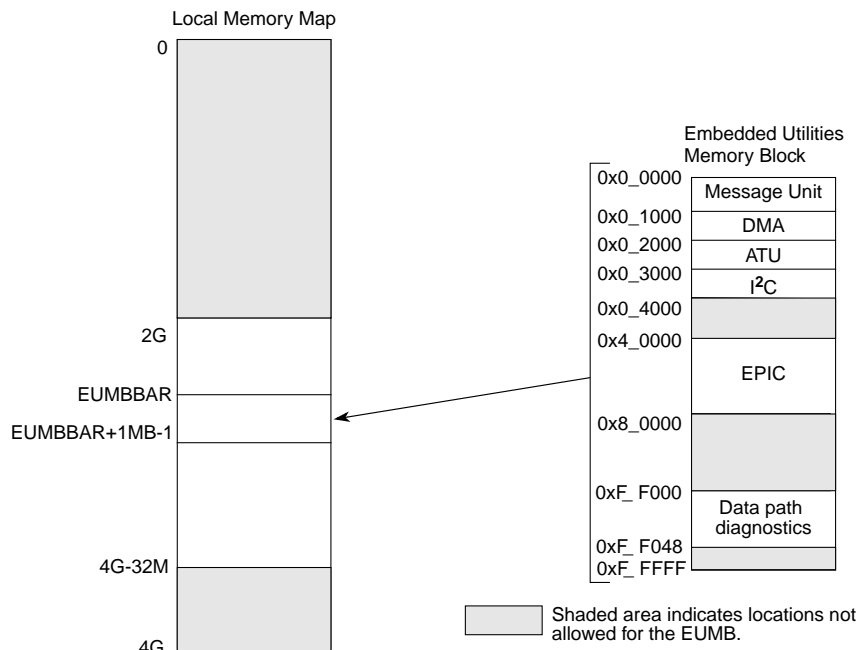 Local Memory Map
0
2G
EUMBBAR
EUMBBAR+1MB-1
4G-32M
4G
Embedded Utilities
Memory Block
0x0_0000
Message Unit
0x0_1000
DMA
0x0_2000
ATU
0x0_3000
I²C
0x0_4000
0x4_0000
EPIC
0x8_0000
0xF_ F000
Data path
diagnostics
0xF_ F048
0xF_ FFFF
Shaded area indicates locations not
allowed for the EUMB.